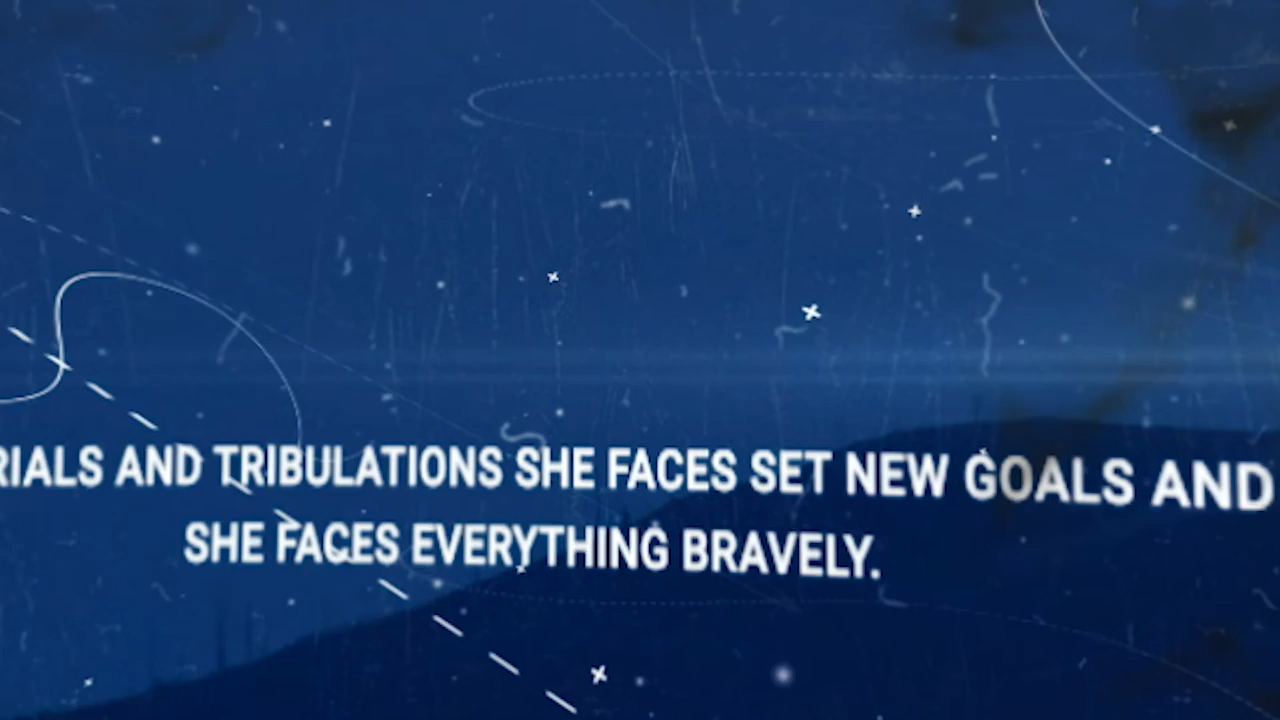 RIALS AND TRIBULATIONS SHE FACES SET NEW GOALS AND
SHE FACES EVERYTHING BRAVELY.